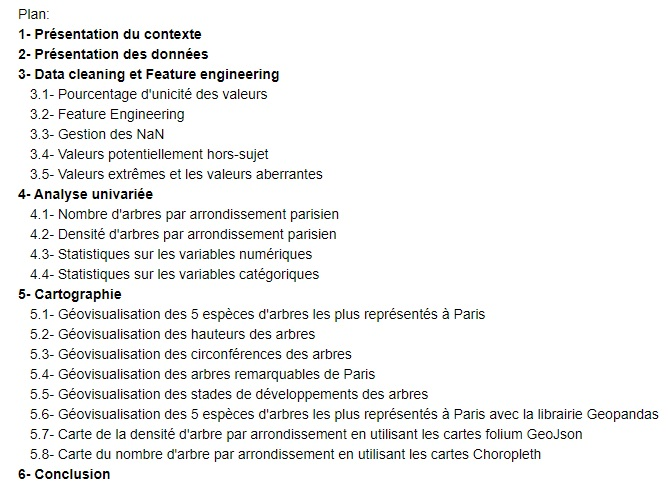 Plan:
1- Présentation du contexte
2- Présentation des données
3- Data cleaning et Feature engineering
3.1- Pourcentage d'unicité des valeurs
3.2- Feature Engineering
3.3- Gestion des NaN
3.4- Valeurs potentiellement hors-sujet
3.5- Valeurs extrêmes et les valeurs aberrantes
4- Analyse univariée
4.1- Nombre d'arbres par arrondissement parisien
4.2- Densité d'arbres par arrondissement parisien
4.3- Statistiques sur les variables numériques
4.4- Statistiques sur les variables catégoriques
5- Cartographie
5.1- Géovisualisation des 5 espèces d'arbres les plus représentés à Paris
5.2- Géovisualisation des hauteurs des arbres
5.3- Géovisualisation des circonférences des arbres
5.4- Géovisualisation des arbres remarquables de Paris
5.5- Géovisualisation des stades de développements des arbres
5.6- Géovisualisation des 5 espèces d'arbres les plus représentés à Paris avec la librairie Geopandas
5.7- Carte de la densité d'arbre par arrondissement en utilisant les cartes folium GeoJson
5.8- Carte du nombre d'arbre par arrondissement en utilisant les cartes Choropleth
6- Conclusion